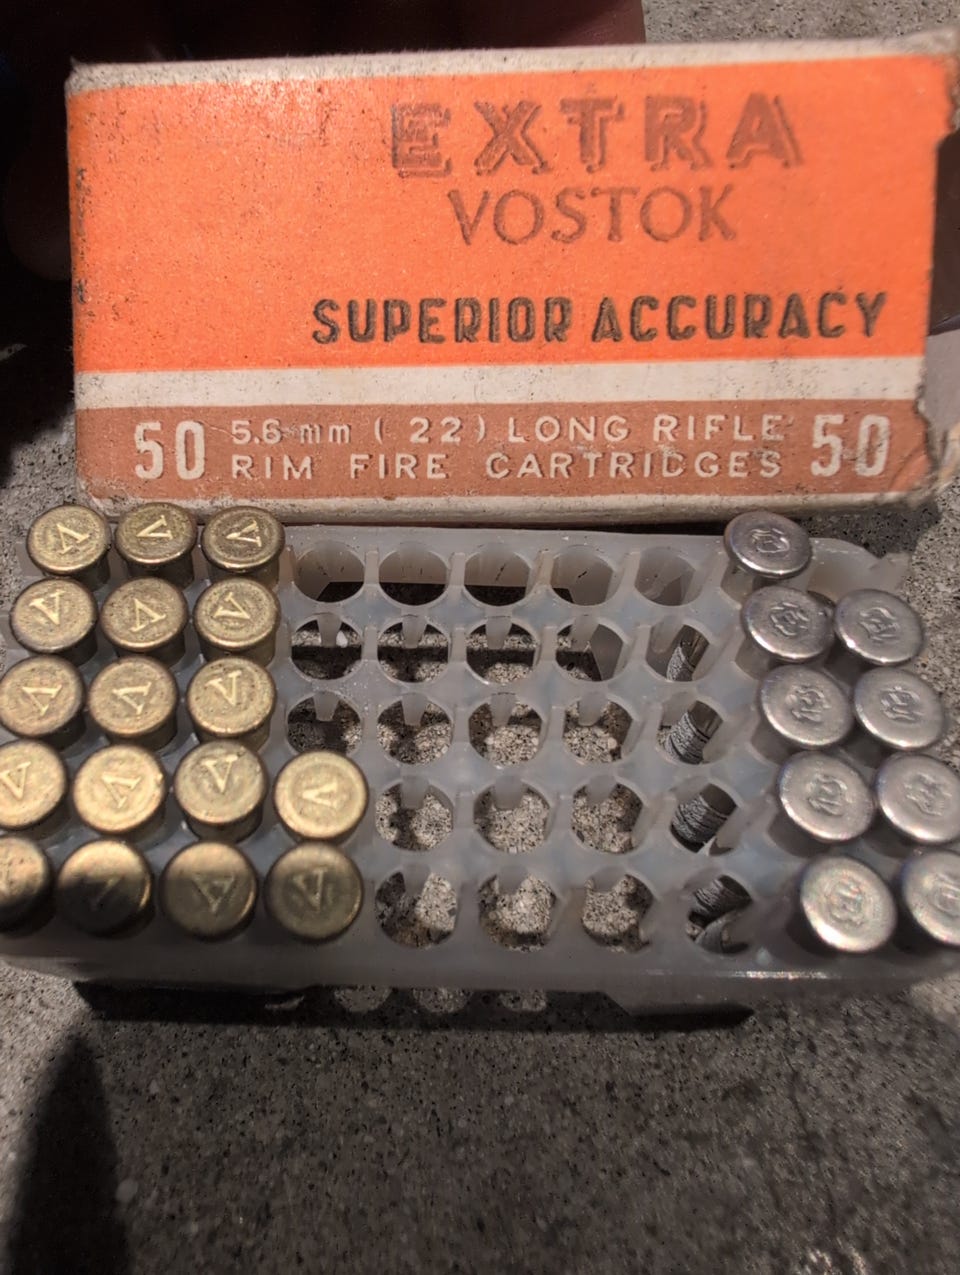 EXTRA
VOSTOK
SUPERIOR ACCURACY
50 5.6 mm ( 22 ) LONG RIFLE 50
RIM FIRE CARTRIDGES
V V V
V V V
V V V
V V V V
V V V